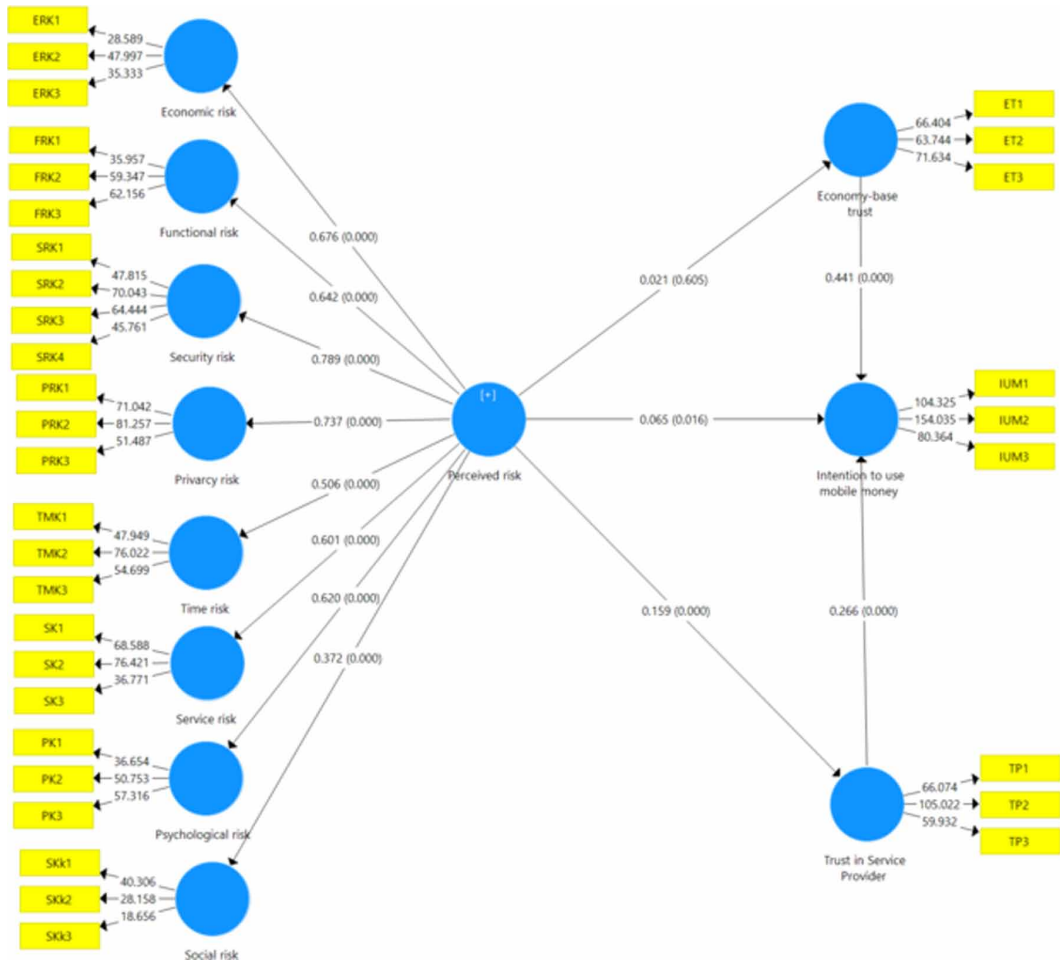 ERK1
28.589
ERK2
47.997
35.333
ERK3
Economic risk
FRK1
35.957
FRK2
59.347
62.156
FRK3
Functional risk
SRK1
47.815
SRK2
70.043
64.444
SRK3
45.761
SRK4
Security risk
PRK1
71.042
PRK2
81.257
51.487
PRK3
Privarcy risk
TMK1
47.949
TMK2
76.022
54.699
TMK3
Time risk
SK1
68.588
SK2
76.421
36.771
SK3
Service risk
PK1
36.654
PK2
50.753
57.316
PK3
Psychological risk
SKk1
40.306
SKk2
28.158
18.656
SKk3
Social risk
0.676 (0.000)
0.642 (0.000)
0.789 (0.000)
0.737 (0.000)
0.506 (0.000)
0.601 (0.000)
0.620 (0.000)
0.372 (0.000)
[+]
Perceived risk
0.021 (0.605)
0.065 (0.016)
0.159 (0.000)
ET1
66.404
ET2
63.744
71.634
ET3
Economy-base
trust
0.441 (0.000)
IUM1
104.325
IUM2
154.035
80.364
IUM3
Intention to use
mobile money
0.266 (0.000)
TP1
66.074
TP2
105.022
59.932
TP3
Trust in Service
Provider